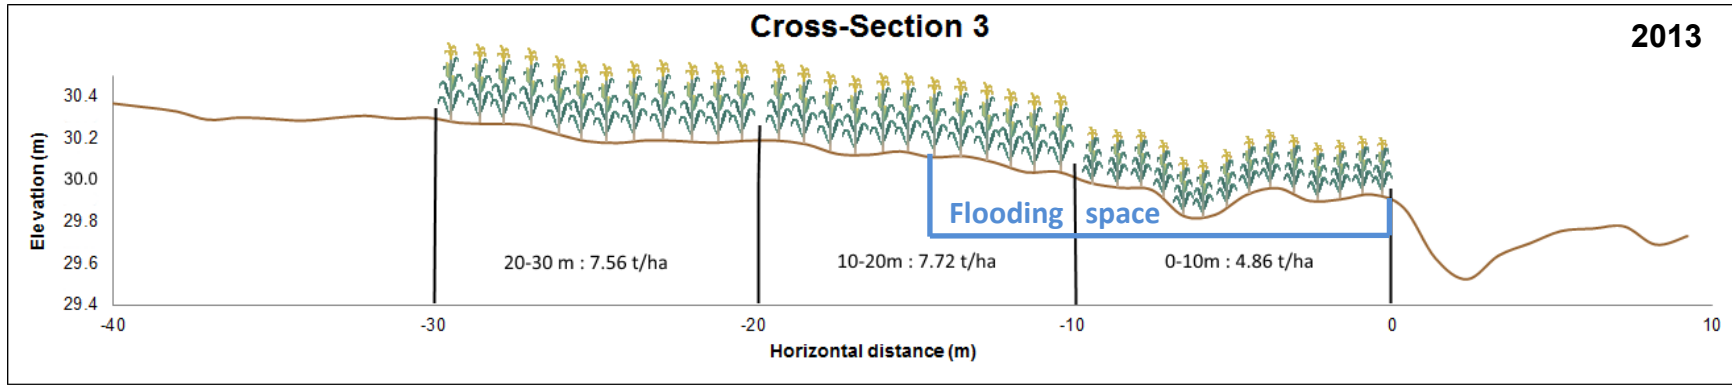 Cross-Section 3
2013
Elevation (m)
30.4
30.2
30.0
29.8
29.6
29.4
Flooding space
20-30 m : 7.56 t/ha
10-20m : 7.72 t/ha
0-10m : 4.86 t/ha
-40
-30
-20
-10
0
10
Horizontal distance (m)